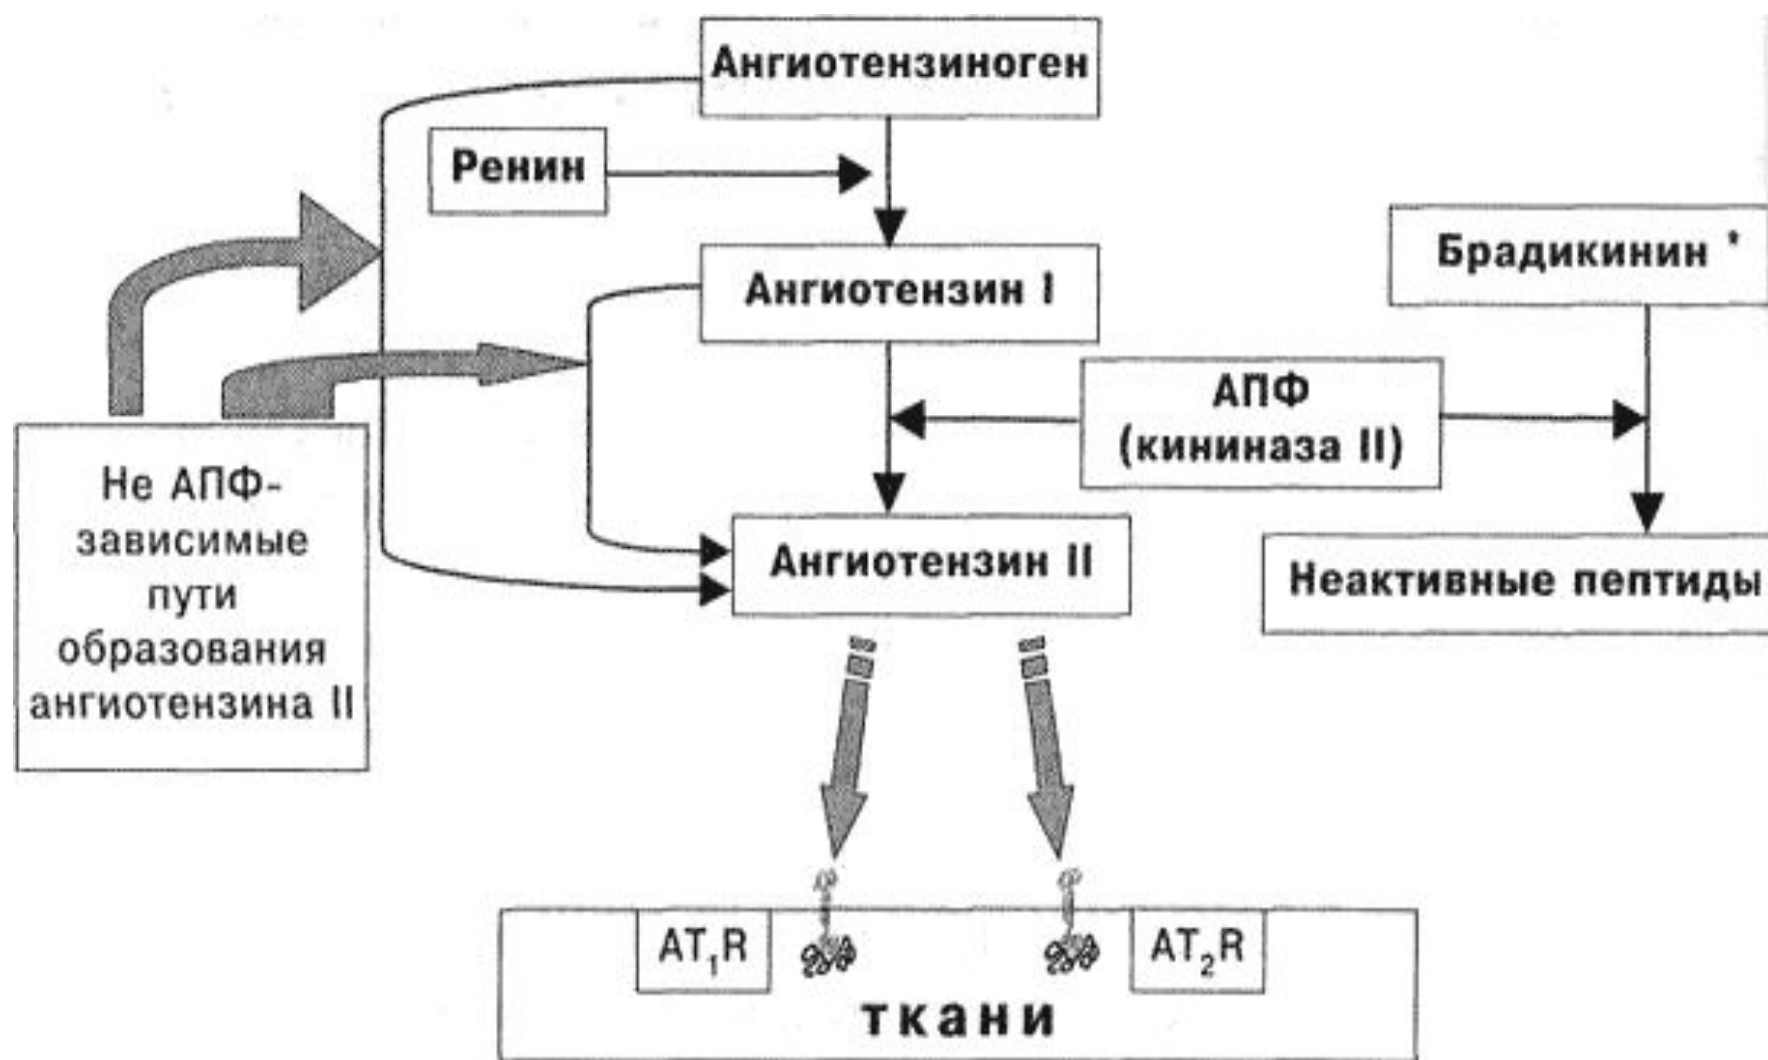 Ангиотензиноген
Ренин
Брадикинин *
Ангиотензин I
АПФ
(кининаза II)
Не АПФ-
зависимые
пути
образования
ангиотензина II
Ангиотензин II
Неактивные пептиды
AT₁R
AT₂R
ткани